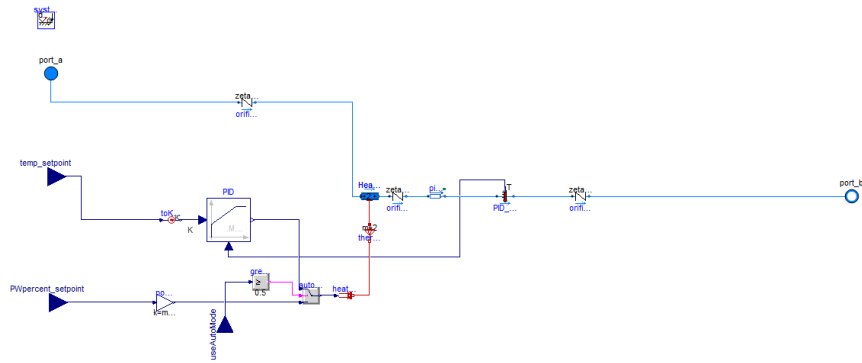 syst...
port_a
zeta...
orifi...
temp_setpoint
PID
Hea...
zeta...
pi...
T
zeta...
port_b
toK
K
K
orifi...
PID_...
orifi...
ther...
PWpercent_setpoint
gre...
≥
0.5
auto...
heat...
po...
k=m...
useAutoMode